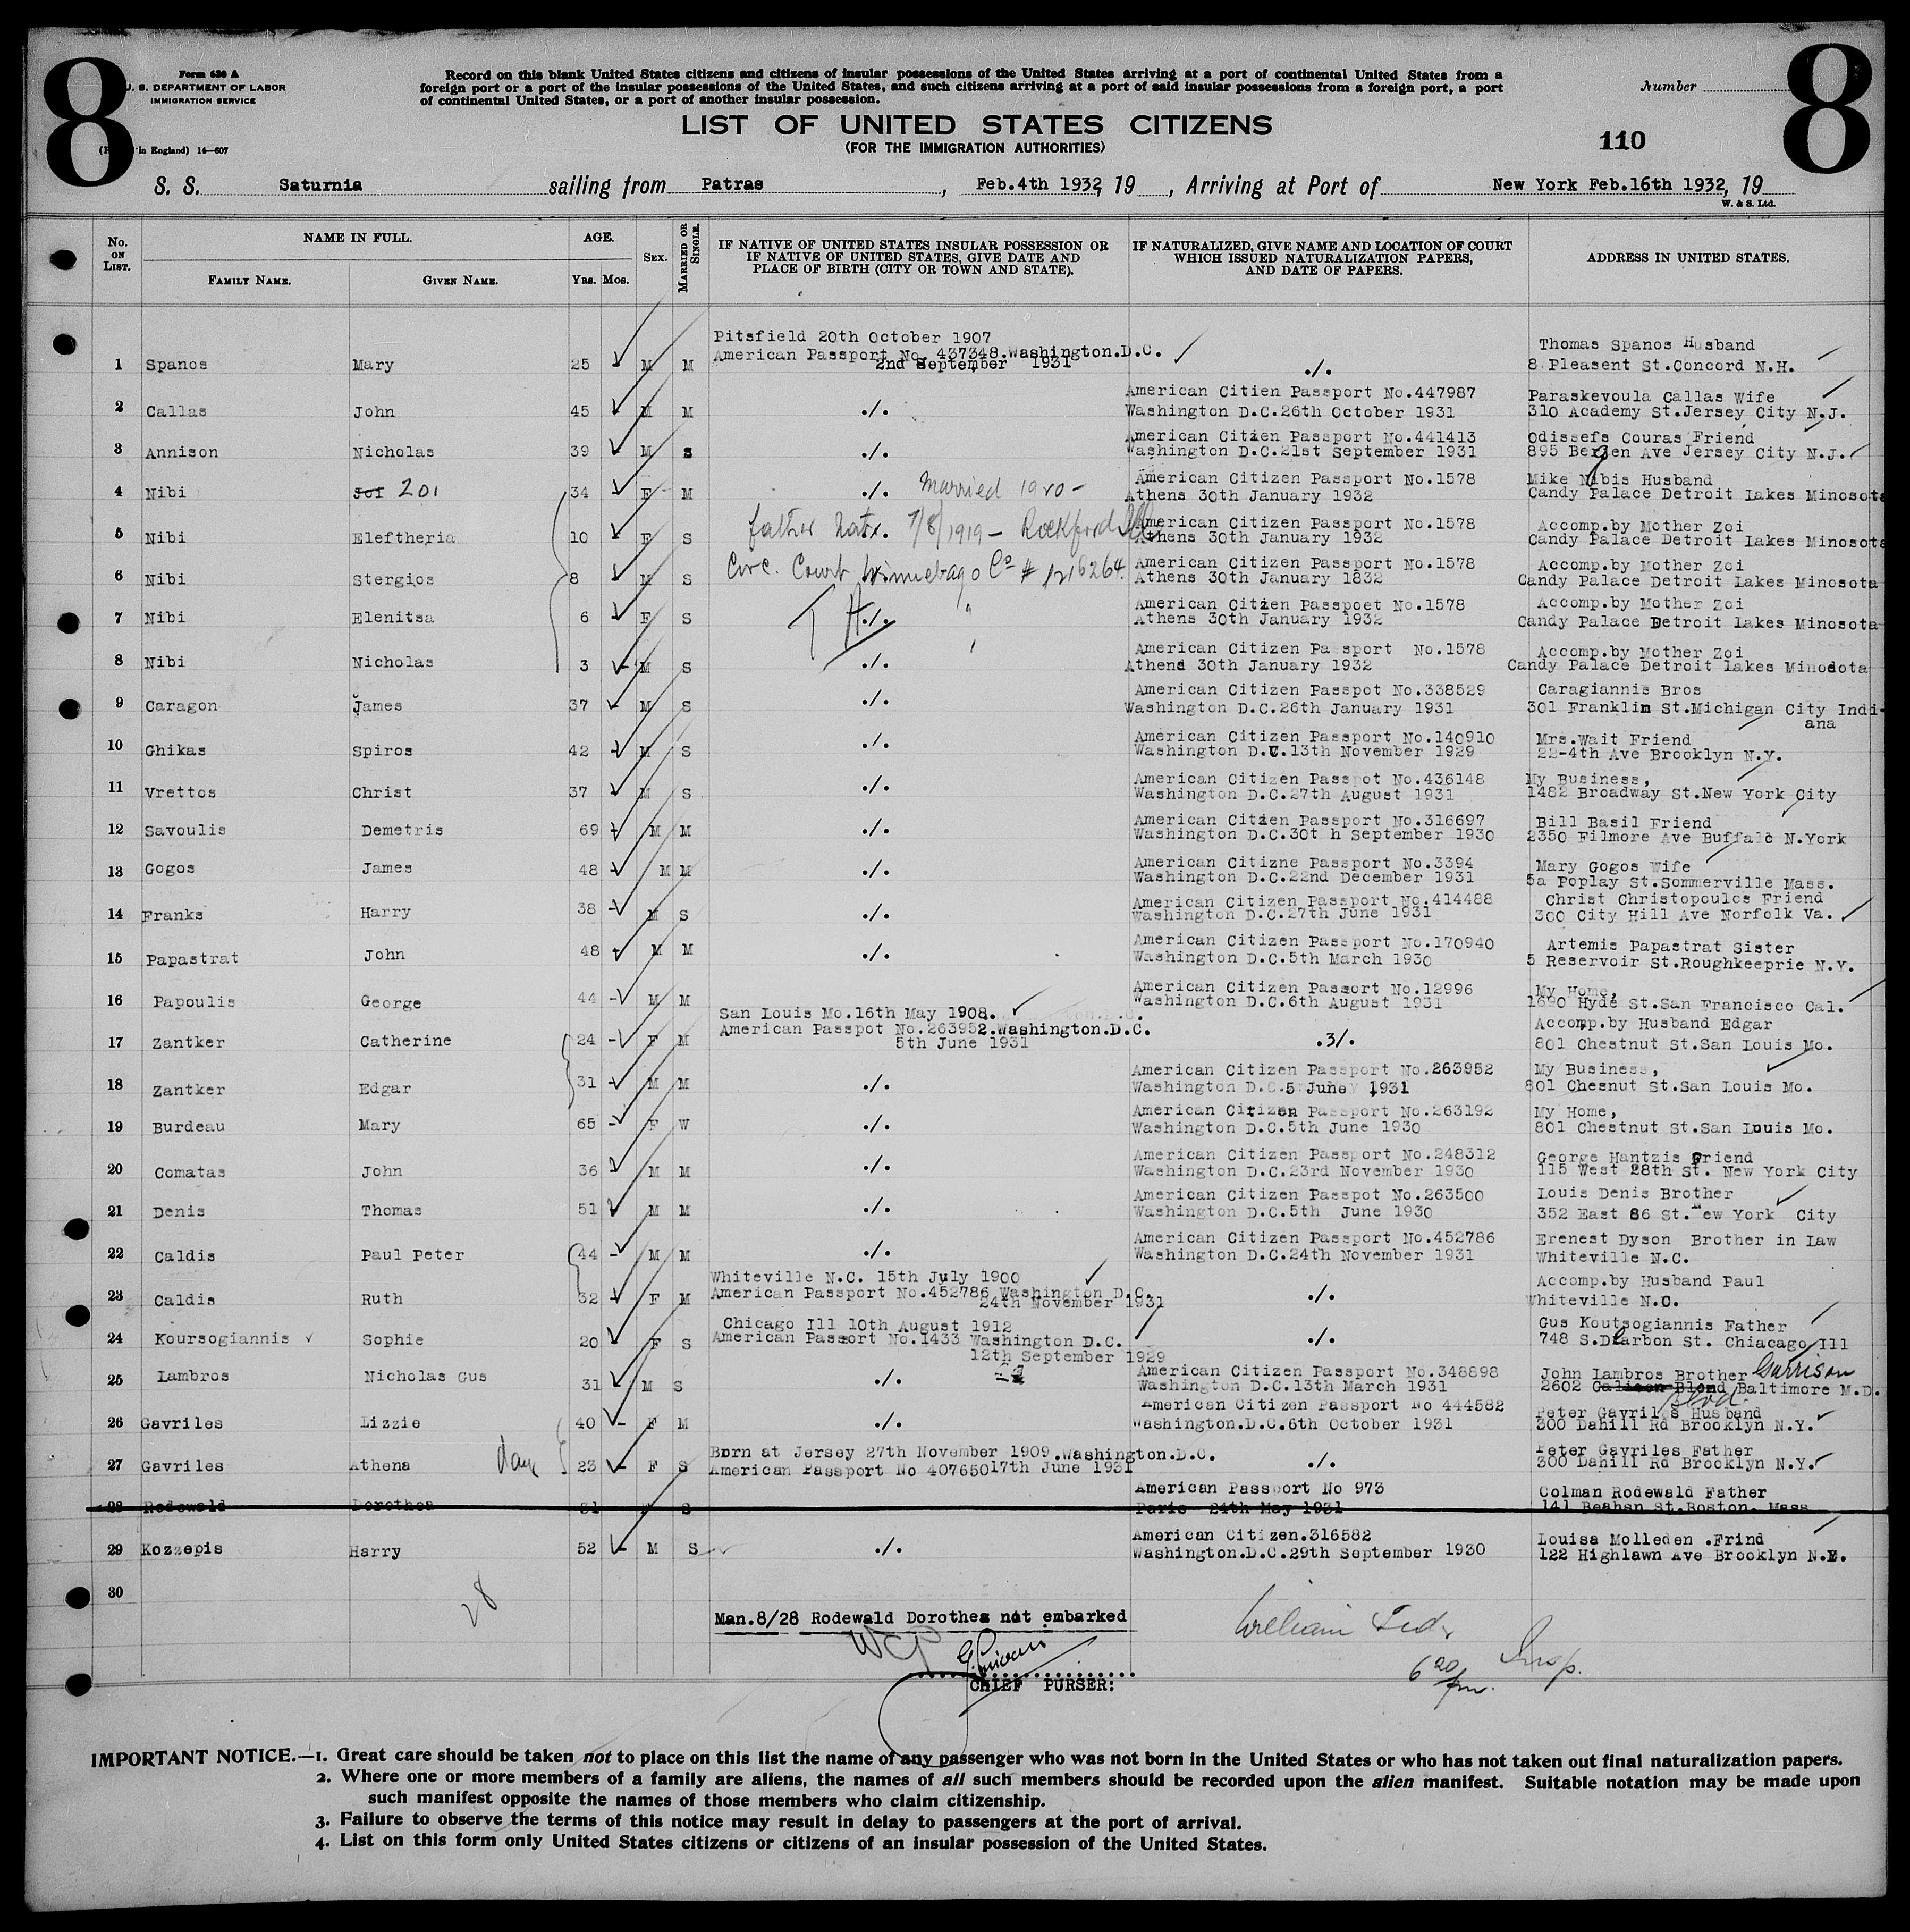 8
Form 630 A
U. S. DEPARTMENT OF LABOR
IMMIGRATION SERVICE
in England) 14—607
Record on this blank United States citizens and citizens of insular possessions of the United States arriving at a port of continental United States from a
foreign port or a port of the insular possessions of the United States, and such citizens arriving at a port of said insular possessions from a foreign port, a port
of continental United States, or a port of another insular possession.
LIST OF UNITED STATES CITIZENS
(FOR THE IMMIGRATION AUTHORITIES)
Number
110
8
S. S. Saturnia sailing from Patras, Feb.4th 1932, 19 , Arriving at Port of New York Feb.16th 1932, 19
W. & S. Ltd.
No. ON LIST.
NAME IN FULL.
FAMILY NAME. GIVEN NAME.
AGE.
YRS. MOS.
SEX.
MARRIED OR SINGLE.
IF NATIVE OF UNITED STATES INSULAR POSSESSION OR
IF NATIVE OF UNITED STATES, GIVE DATE AND
PLACE OF BIRTH (CITY OR TOWN AND STATE).
IF NATURALIZED, GIVE NAME AND LOCATION OF COURT
WHICH ISSUED NATURALIZATION PAPERS,
AND DATE OF PAPERS.
ADDRESS IN UNITED STATES.
Pitsfield 20th October 1907 Thomas Spanos Husband
American Passport No. 437348.Washington.D.C.
1 Spanos Mary 25 M M 2nd September 1931 ./. 8 Pleasent St.Concord N.H.
American Citien Passport No.447987 Paraskevoula Callas Wife
2 Callas John 45 M M ./. Washington D.C.26th October 1931 310 Academy St.Jersey City N.J.
American Citien Passport No.441413 Odissefs Couras Friend
3 Annison Nicholas 39 M S ./. Washington D.C.21st September 1931 895 Bergen Ave Jersey City N.J.
American Citizen Passport No.1578 Mike Nibis Husband
4 Nibi Zoi 34 F M ./. Married 1920 - Athens 30th January 1932 Candy Palace Detroit Lakes Minosota
father Natz. 7/8/1919 - Rockford Ill American Citizen Passport No.1578 Accomp.by Mother Zoi
5 Nibi Eleftheria 10 F S Athens 30th January 1932 Candy Palace Detroit Lakes Minosota
Circ. Court Winnebago Co # 1216264. American Citizen Passport No.1578 Accomp.by Mother Zoi
6 Nibi Stergios 8 M S Athens 30th January 1832 Candy Palace Detroit Lakes Minosota
American Citien Passpoet No.1578 Accomp.by Mother Zoi
7 Nibi Elenitsa 6 F S ./. " Athens 30th January 1932 Candy Palace Detroit Lakes Minosota
American Citizen Passport No.1578 Accomp.by Mother Zoi
8 Nibi Nicholas 3 M S ./. Athend 30th January 1932 Candy Palace Detroit Lakes Minodota
American Citizen Passpot No.338529 Caragiannis Bros
9 Caragon James 37 M S ./. Washington D.C.26th January 1931 301 Franklin St.Michigan City Indi-
ana
American Citizen Passport No.140910 Mrs.Wait Friend
10 Ghikas Spiros 42 M S ./. Washington D.C.13th November 1929 22-4th Ave Brooklyn N.Y.
American Citizen Passpot No.436148 My Business,
11 Vrettos Christ 37 M S ./. Washington D.C.27th August 1931 1482 Broadway St.New York City
American Citien Passport No.316697 Bill Basil Friend
12 Savoulis Demetris 69 M M ./. Washington D.C.30t h September 1930 2350 Filmore Ave Buffalo N.York
American Citizne Passport No.3394 Mary Gogos Wife
13 Gogos James 48 M M ./. Washington D.C.22nd December 1931 5a Poplay St.Sommerville Mass.
American Citizen Passport No.414488 Christ Christopoulos Friend
14 Franks Harry 38 M S ./. Washington D.C.27th June 1931 300 City Hill Ave Norfolk Va.
American Citizen Passport No.170940 Artemis Papastrat Sister
15 Papastrat John 48 M M ./. Washington D.C.5th March 1930 5 Reservoir St.Roughkeeprie N.Y.
American Citizen Passort No.12996 My Home,
16 Papoulis George 44 M M Washington D.C.6th August 1931 1690 Hyde St.San Francisco Cal.
San Louis Mo.16th May 1908. Accomp.by Husband Edgar
American Passpot No.263952.Washington.D.C.
17 Zantker Catherine 24 F M 5th June 1931 .3/. 801 Chestnut St.San Louis Mo.
American Citizen Passport No.263952 My Business,
18 Zantker Edgar 31 M M ./. Washington D.C.5 June 1931 801 Chesnut St.San Louis Mo.
American Citizen Passport No.263192 My Home,
19 Burdeau Mary 65 F W ./. Washington D.C.5th June 1930 801 Chestnut St.San Louis Mo.
American Citizen Passport No.248312 George Hantzis Friend
20 Comatas John 36 M M ./. Washington D.C.23rd November 1930 115 West 28th St. New York City
American Citizen Passpot No.263500 Louis Denis Brother
21 Denis Thomas 51 M M ./. Washington D.C.5th June 1930 352 East 86 St. New York City
American Citizen Passport No.452786 Erenest Dyson Brother in Law
22 Caldis Paul Peter 44 M M ./. Washington D.C.24th November 1931 Whiteville N.C.
Whiteville N.C. 15th July 1900 Accomp.by Husband Paul
American Passport No.452786 Washington D.C.
23 Caldis Ruth 32 F M 24th November 1931 ./. Whiteville N.C.
Chicago Ill 10th August 1912 Gus Koutsogiannis Father
24 Koursogiannis Sophie 20 F S American Passort No.1433 Washington D.C. ./. 748 S.Dearbon St. Chiacago Ill
12th September 1929
American Citizen Passport No.348898 John Lambros Brother Garrison
25 Lambros Nicholas Gus 31 M S ./. Washington D.C.13th March 1931 2602 Blvd. Baltimore M.D.
American Citizen Passport No 444582 Peter Gavriles Husband
26 Gavriles Lizzie 40 F M ./. Washington.D.C.6th October 1931 300 Dahill Rd Brooklyn N.Y.
Born at Jersey 27th November 1909.Washington.D.C. Peter Gavriles Father
27 Gavriles Athena 23 F S American Passport No 407650 17th June 1931 ./. 300 Dahill Rd Brooklyn N.Y.
American Passport No 973 Colman Rodewald Father
28 Rodewald Dorothea 31 F S Paris 24th May 1931 141 Beahan St.Boston. Mass
American Citizen.316582 Louisa Molleden .Frind
29 Kozzepis Harry 52 M S ./. Washington.D.C.29th September 1930 122 Highlawn Ave Brooklyn N.Y.
30
28
Man.8/28 Rodewald Dorothea not embarked
WCP
William
6 20 pm. Insp.
CHIEF PURSER:
IMPORTANT NOTICE.—1. Great care should be taken not to place on this list the name of any passenger who was not born in the United States or who has not taken out final naturalization papers.
2. Where one or more members of a family are aliens, the names of all such members should be recorded upon the alien manifest. Suitable notation may be made upon
such manifest opposite the names of those members who claim citizenship.
3. Failure to observe the terms of this notice may result in delay to passengers at the port of arrival.
4. List on this form only United States citizens or citizens of an insular possession of the United States.